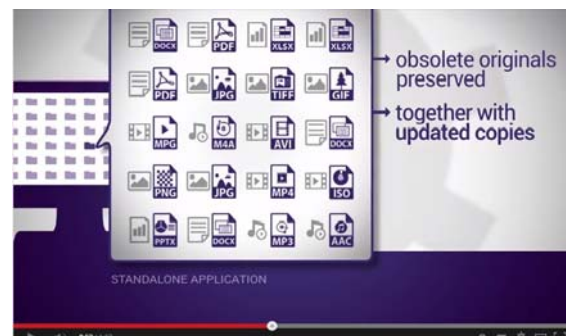 DOCX PDF XLSX XLSX
PDF JPG TIFF GIF
MPG M4A AVI DOCX
PNG JPG MP4 ISO
PPTX DOCX MP3 AAC
obsolete originals
preserved
together with
updated copies
STANDALONE APPLICATION